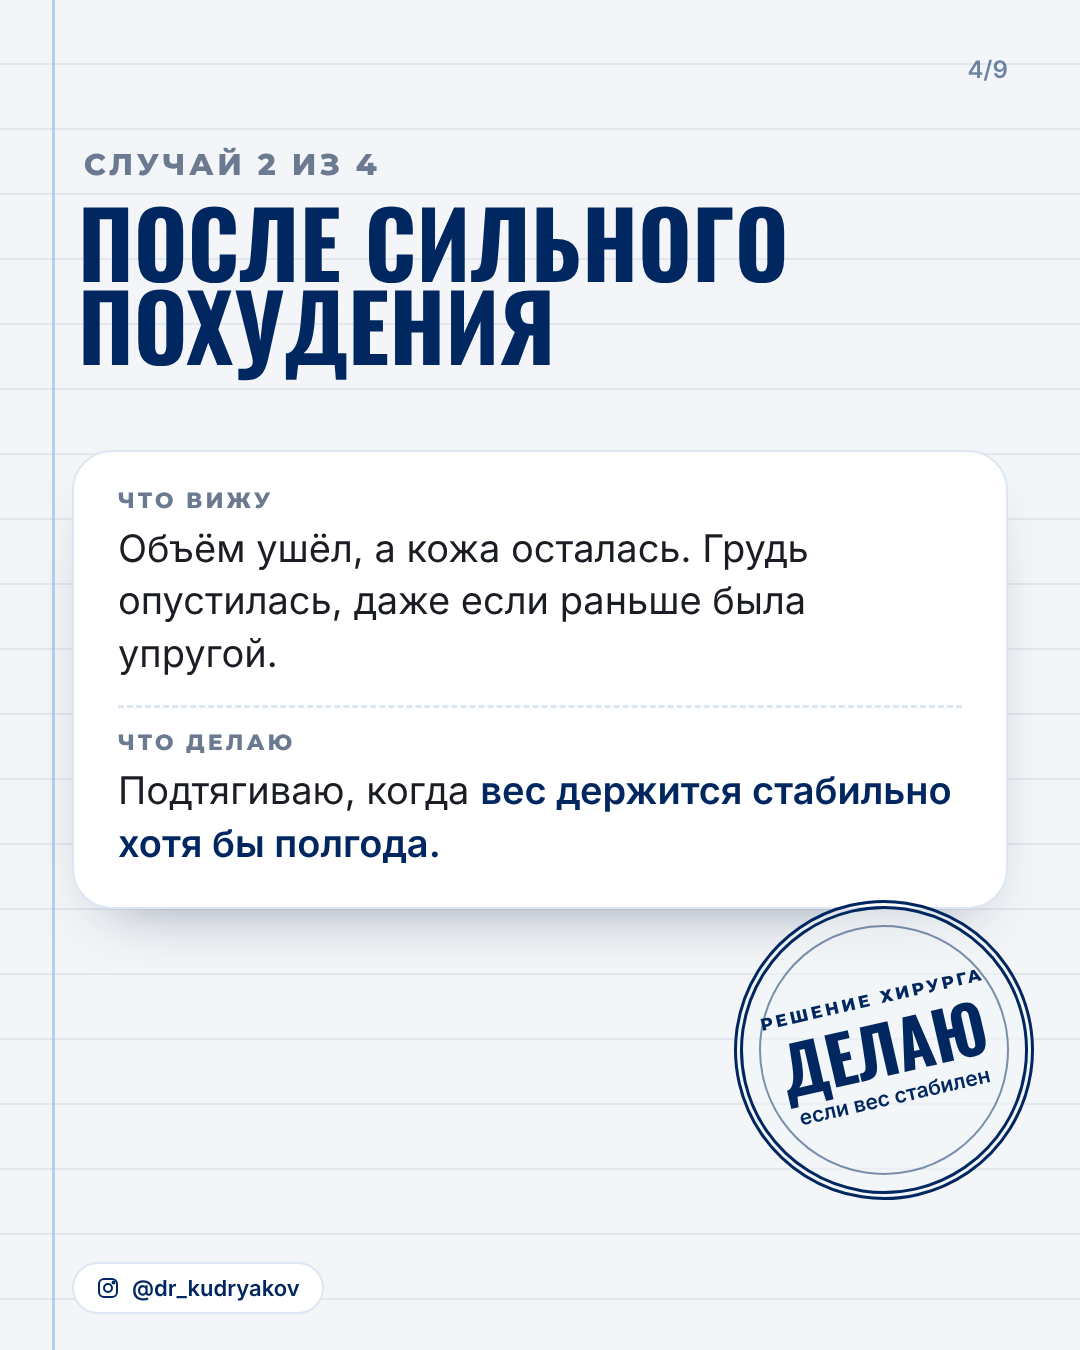 4/9
СЛУЧАЙ 2 ИЗ 4
ПОСЛЕ СИЛЬНОГО
ПОХУДЕНИЯ
ЧТО ВИЖУ
Объём ушёл, а кожа осталась. Грудь
опустилась, даже если раньше была
упругой.
ЧТО ДЕЛАЮ
Подтягиваю, когда вес держится стабильно
хотя бы полгода.
РЕШЕНИЕ ХИРУРГА
ДЕЛАЮ
если вес стабилен
@dr_kudryakov